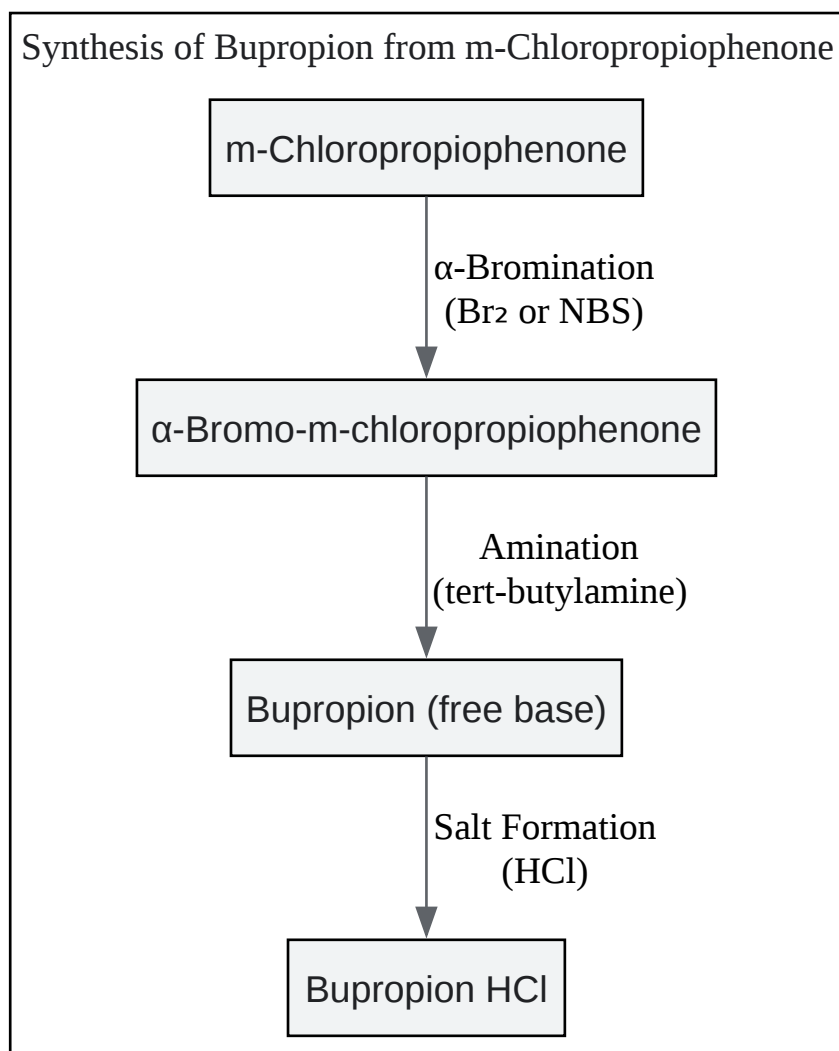 Synthesis of Bupropion from m-Chloropropiophenone
m-Chloropropiophenone
α-Bromination
(Br₂ or NBS)
α-Bromo-m-chloropropiophenone
Amination
(tert-butylamine)
Bupropion (free base)
Salt Formation
(HCl)
Bupropion HCl